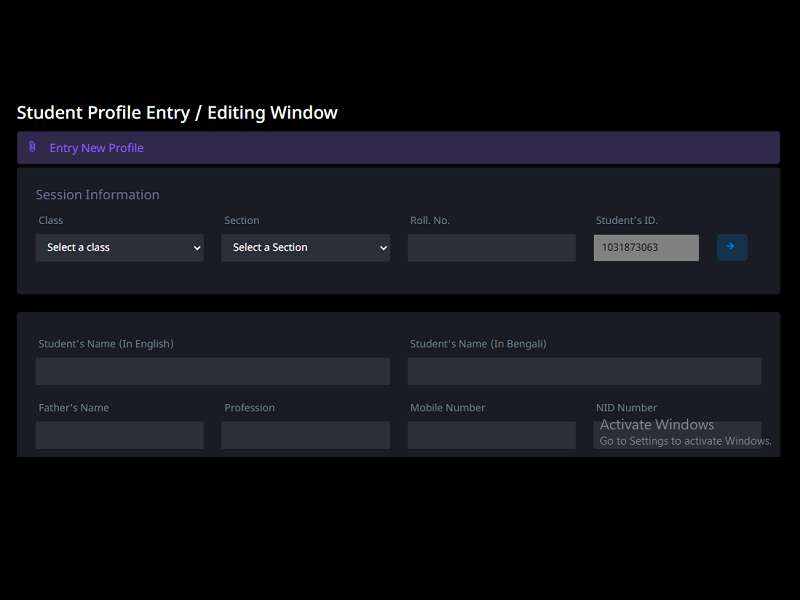 Student Profile Entry / Editing Window
Entry New Profile
Session Information
Class Section Roll. No. Student's ID.
Select a class Select a Section 1031873063
Student's Name (In English) Student's Name (In Bengali)
Father's Name Profession Mobile Number NID Number
Activate Windows
Go to Settings to activate Windows.